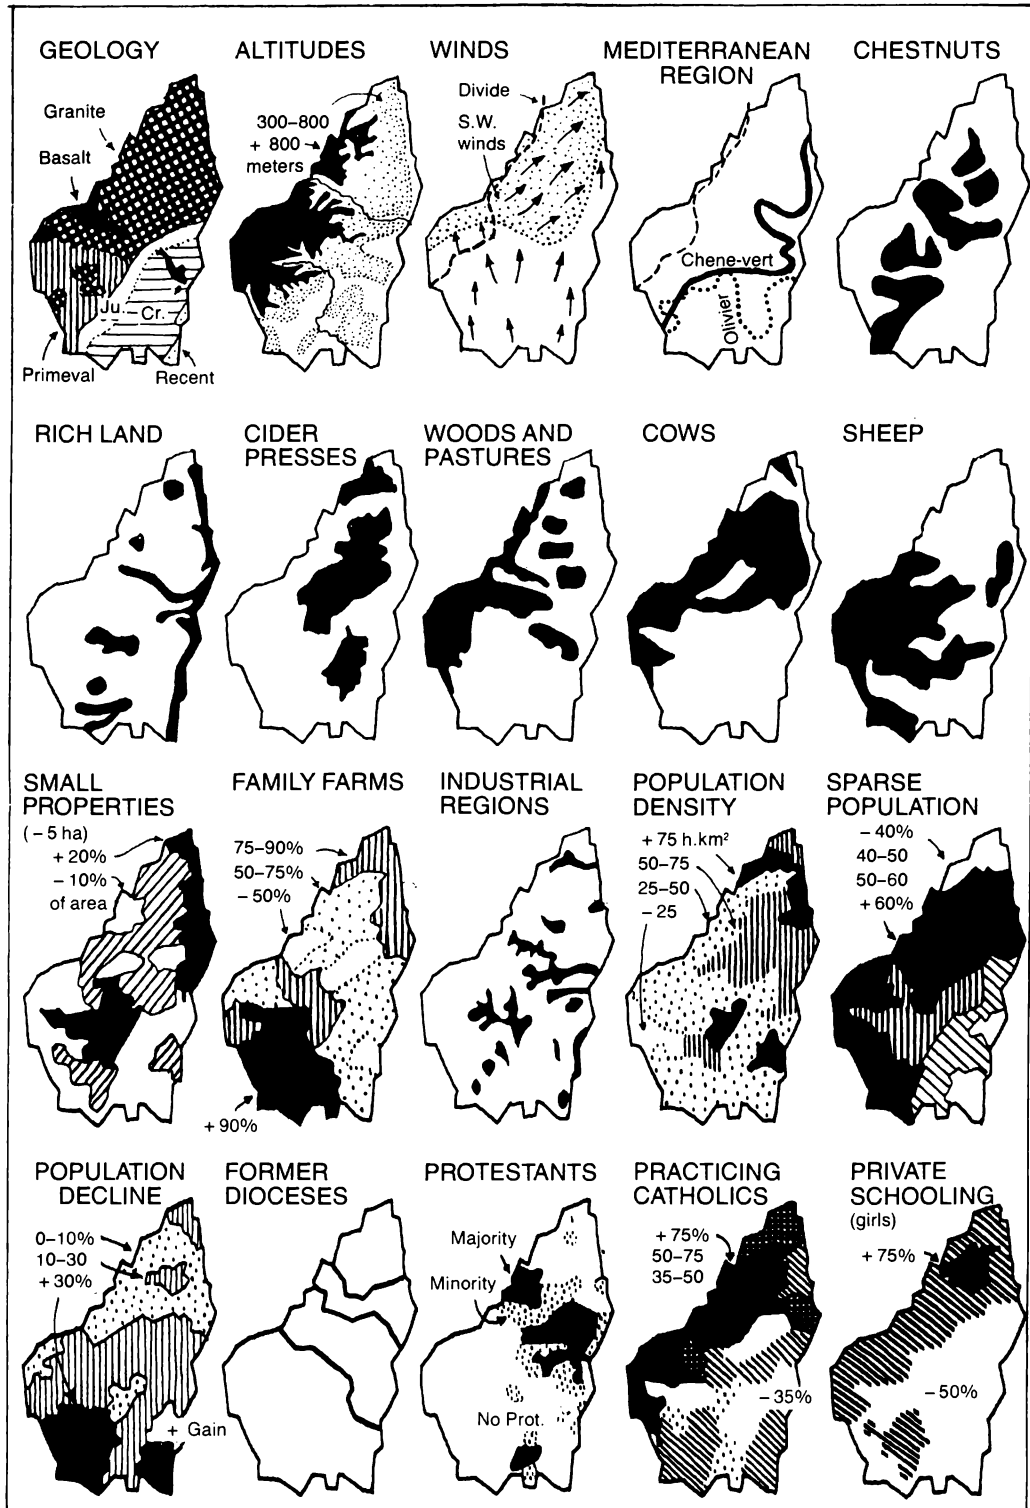 GEOLOGY
Granite
Basalt
Ju.
Cr.
Primeval
Recent
ALTITUDES
300–800
+ 800
meters
WINDS
Divide
S.W.
winds
MEDITERRANEAN
REGION
Chene-vert
Olivier
CHESTNUTS
RICH LAND
CIDER
PRESSES
WOODS AND
PASTURES
COWS
SHEEP
SMALL
PROPERTIES
(– 5 ha)
+ 20%
– 10%
of area
FAMILY FARMS
75–90%
50–75%
– 50%
+ 90%
INDUSTRIAL
REGIONS
POPULATION
DENSITY
+ 75 h.km²
50–75
25–50
– 25
SPARSE
POPULATION
– 40%
40–50
50–60
+ 60%
POPULATION
DECLINE
0–10%
10–30
+ 30%
+ Gain
FORMER
DIOCESES
PROTESTANTS
Majority
Minority
No Prot.
PRACTICING
CATHOLICS
+ 75%
50–75
35–50
– 35%
PRIVATE
SCHOOLING
(girls)
+ 75%
– 50%